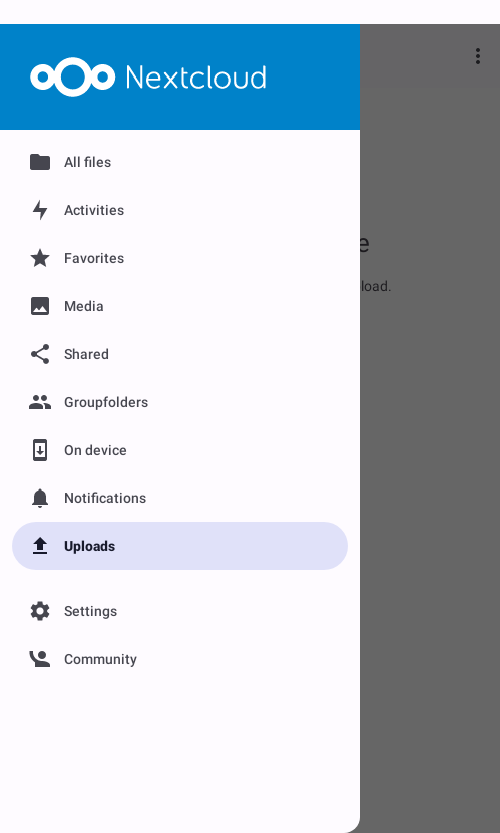 Nextcloud
All files
Activities
Favorites
Media
Shared
Groupfolders
On device
Notifications
Uploads
Settings
Community
e
load.